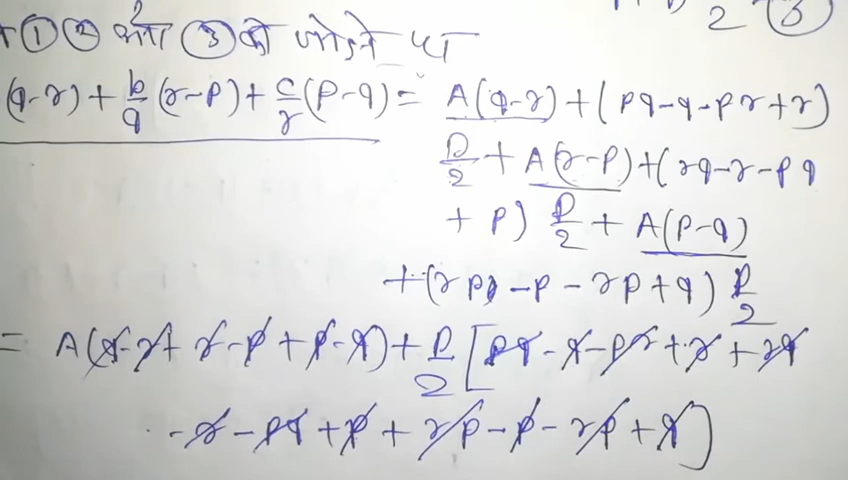 2 (3)
(1) (2) और (3) को जोड़ने पर
(q-r) + b/q (r-p) + c/r (p-q) = A(q-r) + (pq-q-pr+r)
D/2 + A(r-p) + (rq-r-pq
+ p) D/2 + A(p-q)
+ (rp -p - rp + q) D/2
= A(q-r + r-p + p-q) + D/2 [pq - q - pr + r + rq
- r - pq + p + rp - p - rq + q]